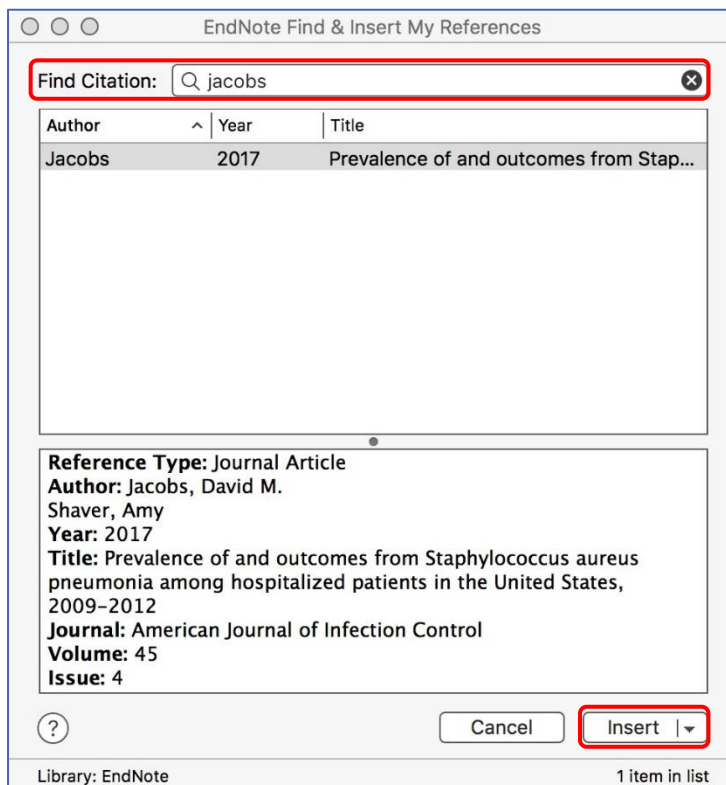 EndNote Find & Insert My References
Find Citation: jacobs
Author Year Title
Jacobs 2017 Prevalence of and outcomes from Stap...
Reference Type: Journal Article
Author: Jacobs, David M.
Shaver, Amy
Year: 2017
Title: Prevalence of and outcomes from Staphylococcus aureus
pneumonia among hospitalized patients in the United States,
2009–2012
Journal: American Journal of Infection Control
Volume: 45
Issue: 4
? Cancel Insert
Library: EndNote 1 item in list